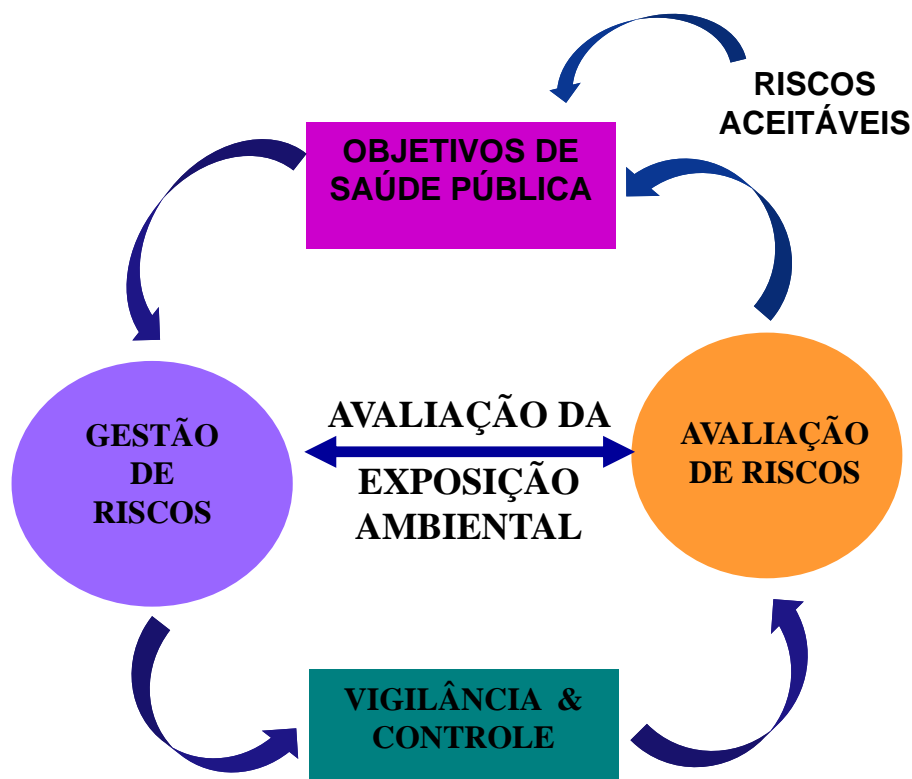 RISCOS
ACEITÁVEIS
OBJETIVOS DE
SAÚDE PÚBLICA
GESTÃO
DE
RISCOS
AVALIAÇÃO DA
EXPOSIÇÃO
AMBIENTAL
AVALIAÇÃO
DE RISCOS
VIGILÂNCIA &
CONTROLE